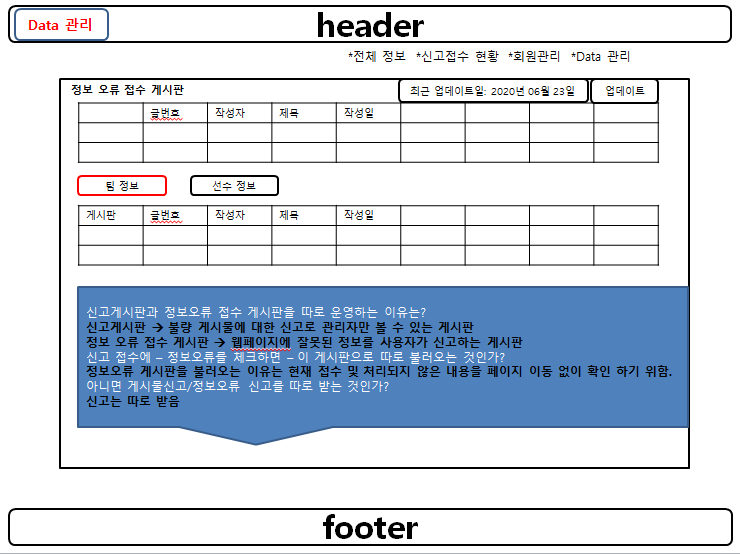 Data 관리
header
*전체 정보 *신고접수 현황 *회원관리 *Data 관리
정보 오류 접수 게시판
최근 업데이트일: 2020년 06월 23일
업데이트
글번호 작성자 제목 작성일
팀 정보 선수 정보
게시판 글번호 작성자 제목 작성일
신고게시판과 정보오류 접수 게시판을 따로 운영하는 이유는?
신고게시판 → 불량 게시물에 대한 신고로 관리자만 볼 수 있는 게시판
정보 오류 접수 게시판 → 웹페이지에 잘못된 정보를 사용자가 신고하는 게시판
신고 접수에 – 정보오류를 체크하면 – 이 게시판으로 따로 불러오는 것인가?
정보오류 게시판을 불러오는 이유는 현재 접수 및 처리되지 않은 내용을 페이지 이동 없이 확인 하기 위함.
아니면 게시물신고/정보오류 신고를 따로 받는 것인가?
신고는 따로 받음
footer